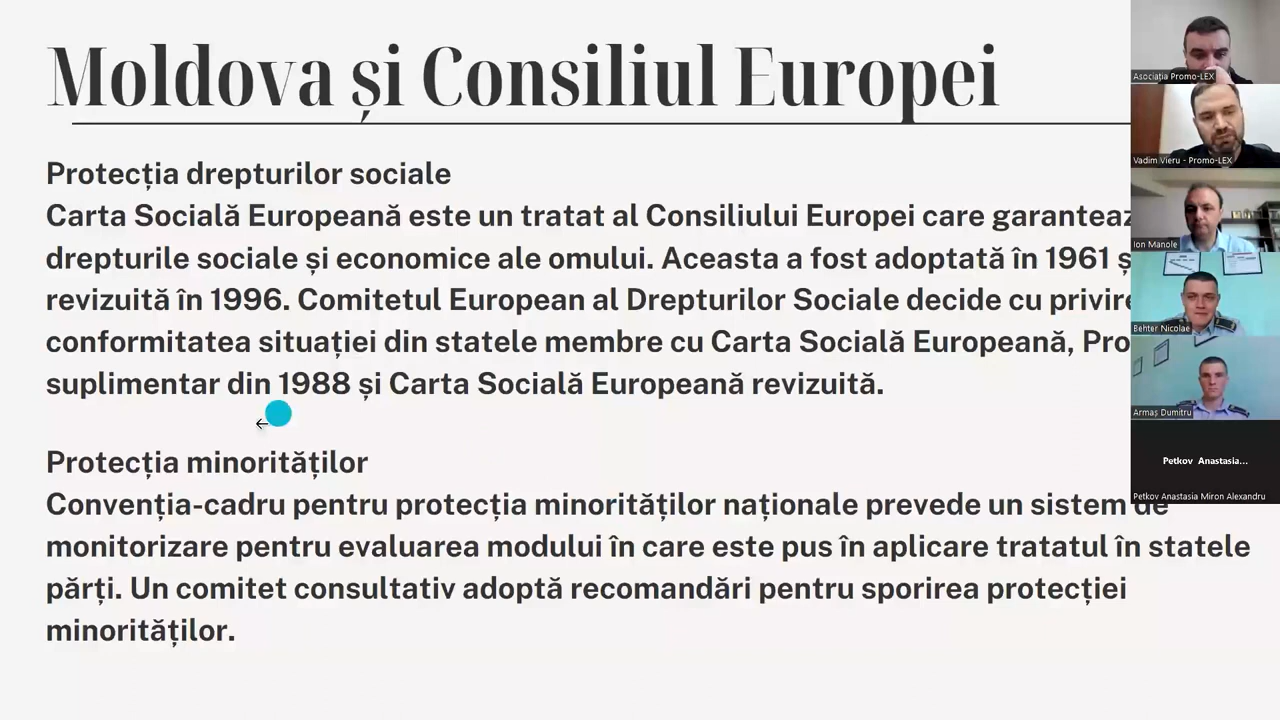 Moldova și Consiliul Europei
Protecția drepturilor sociale
Carta Socială Europeană este un tratat al Consiliului Europei care garanteaz
drepturile sociale și economice ale omului. Aceasta a fost adoptată în 1961 ș
revizuită în 1996. Comitetul European al Drepturilor Sociale decide cu privire
conformitatea situației din statele membre cu Carta Socială Europeană, Pro
suplimentar din 1988 și Carta Socială Europeană revizuită.
Protecția minorităților
Convenția-cadru pentru protecția minorităților naționale prevede un sistem de
monitorizare pentru evaluarea modului în care este pus în aplicare tratatul în statele
părți. Un comitet consultativ adoptă recomandări pentru sporirea protecției
minorităților.
Asociația Promo-LEX
Vadim Vieru - Promo-LEX
Ion Manole
Behter Nicolae
Armaș Dumitru
Petkov Anastasia...
Petkov Anastasia Miron Alexandru